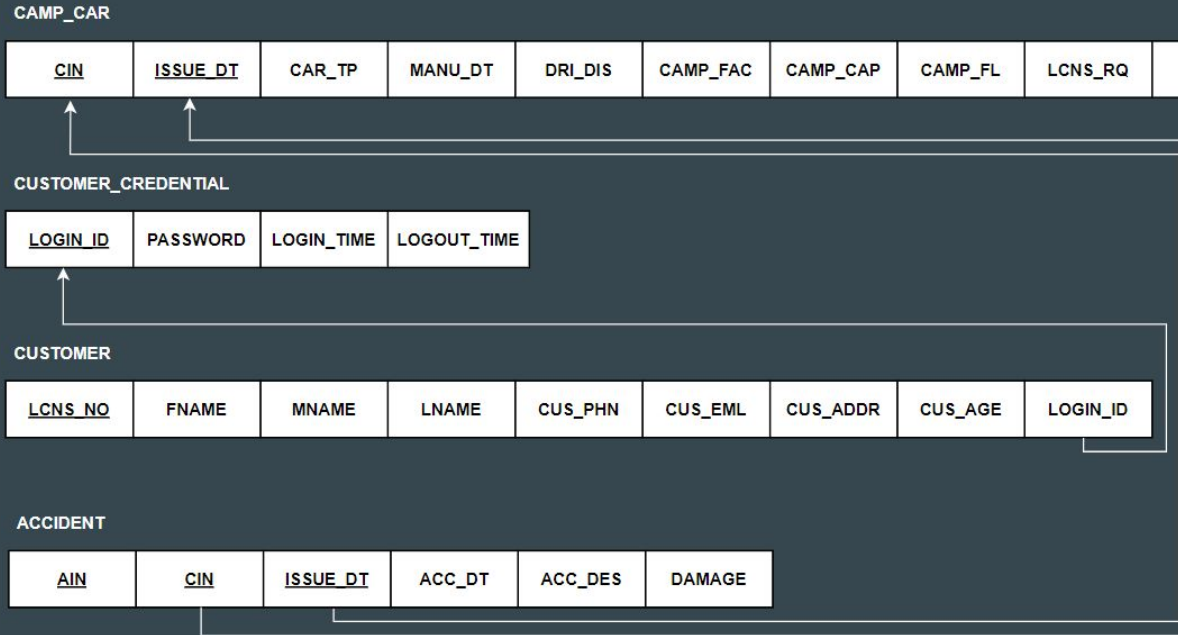 CAMP_CAR
CIN ISSUE_DT CAR_TP MANU_DT DRI_DIS CAMP_FAC CAMP_CAP CAMP_FL LCNS_RQ
CUSTOMER_CREDENTIAL
LOGIN_ID PASSWORD LOGIN_TIME LOGOUT_TIME
CUSTOMER
LCNS_NO FNAME MNAME LNAME CUS_PHN CUS_EML CUS_ADDR CUS_AGE LOGIN_ID
ACCIDENT
AIN CIN ISSUE_DT ACC_DT ACC_DES DAMAGE